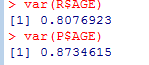 > var(R$AGE)
[1] 0.8076923
> var(P$AGE)
[1] 0.8734615